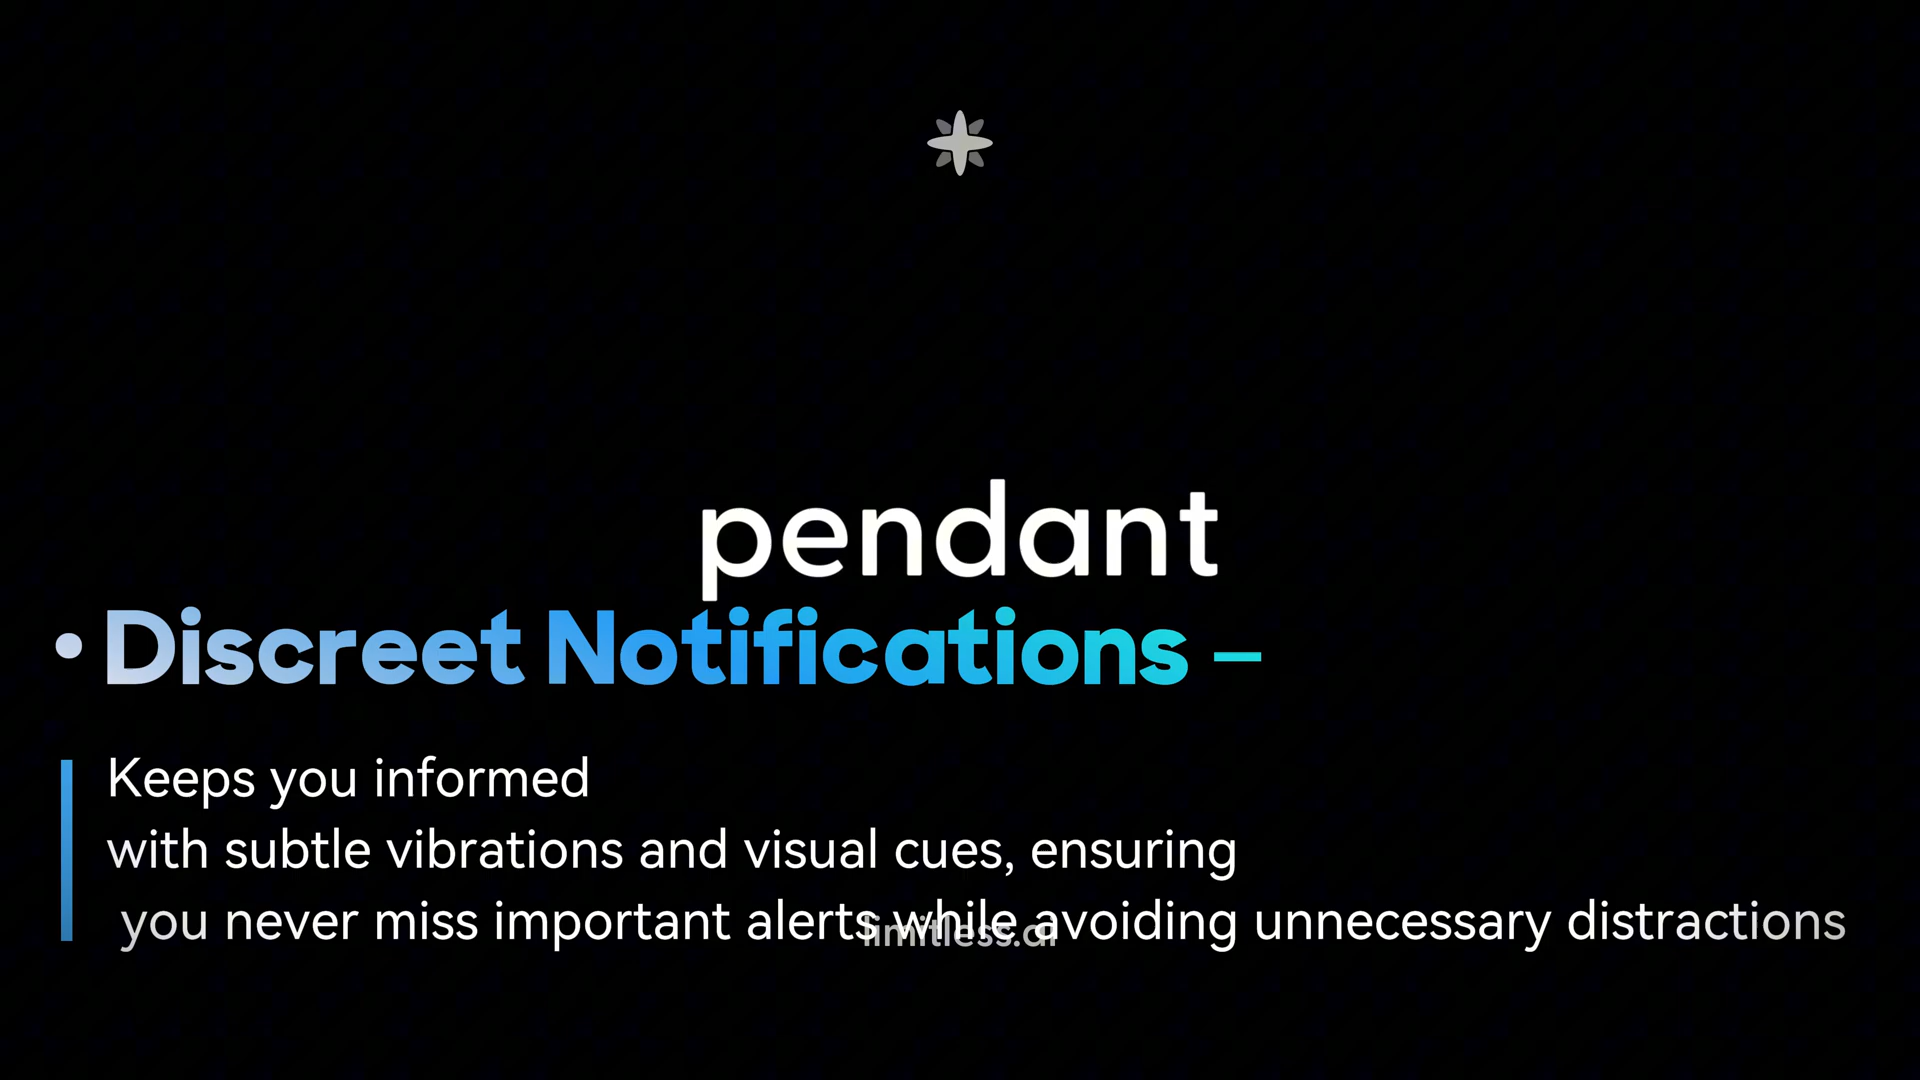 pendant
• Discreet Notifications –
Keeps you informed
with subtle vibrations and visual cues, ensuring
you never miss important alerts while avoiding unnecessary distractions
limitless.ai